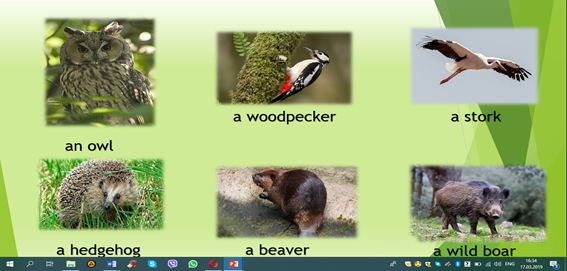 a woodpecker
a stork
an owl
a hedgehog
a beaver
a wild boar
ENG
16:34
17.03.2019